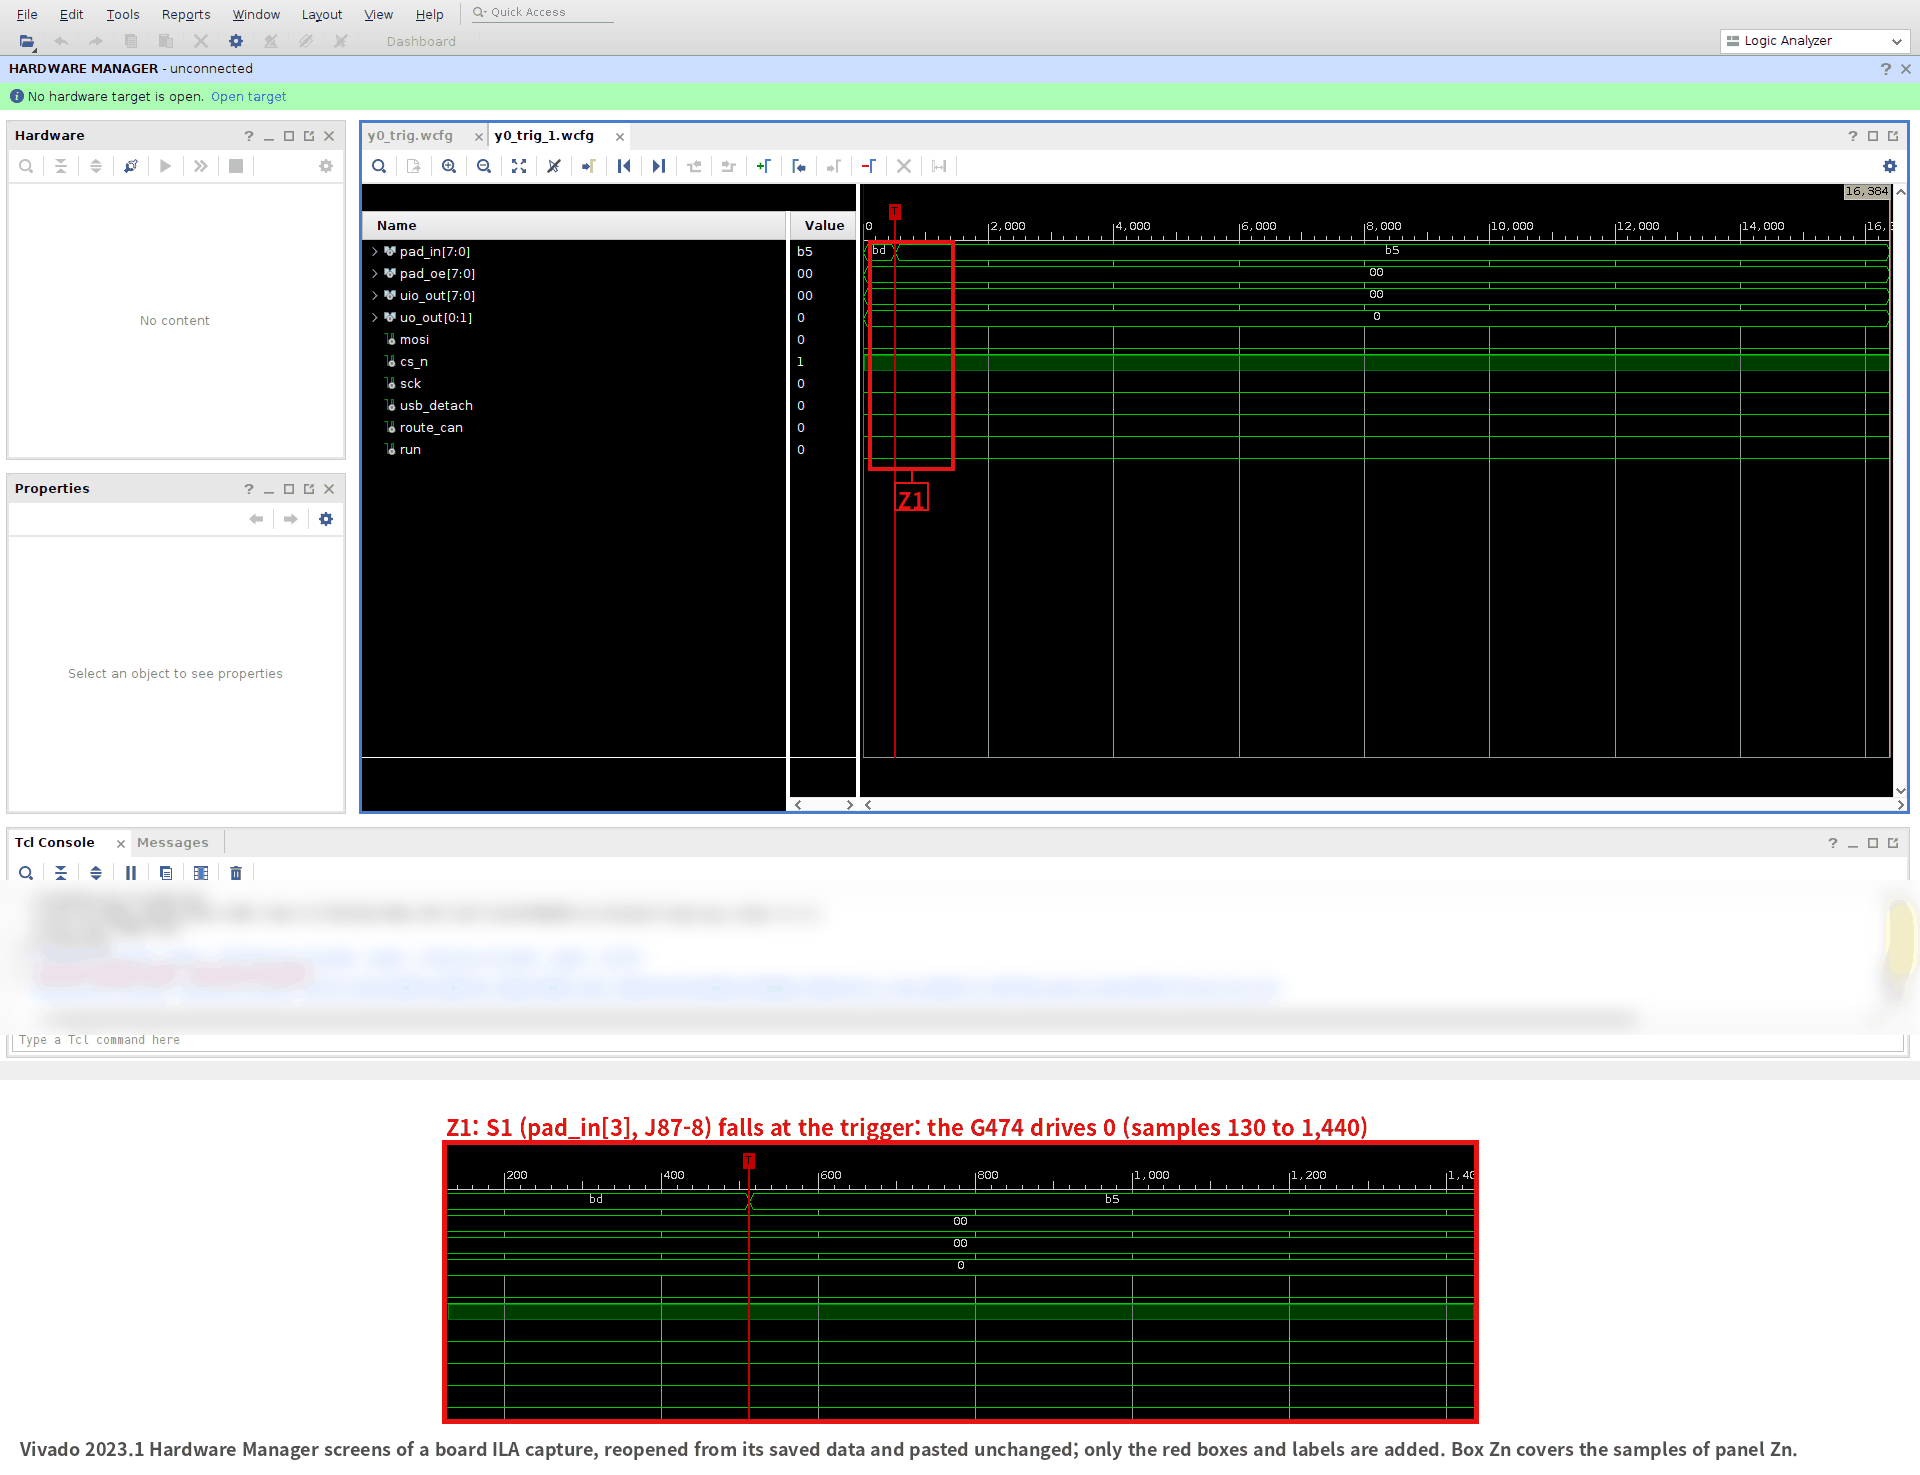 File Edit Tools Reports Window Layout View Help Quick Access
Dashboard Logic Analyzer
HARDWARE MANAGER - unconnected
No hardware target is open. Open target
Hardware
No content
Properties
Select an object to see properties
y0_trig.wcfg y0_trig_1.wcfg
16,384
T
Name Value
0 2,000 4,000 6,000 8,000 10,000 12,000 14,000 16,3
pad_in[7:0] b5 bd b5
pad_oe[7:0] 00 00
uio_out[7:0] 00 00
uo_out[0:1] 0 0
mosi 0
cs_n 1
sck 0
usb_detach 0
route_can 0
run 0
Z1
Tcl Console Messages
Type a Tcl command here
Z1: S1 (pad_in[3], J87-8) falls at the trigger: the G474 drives 0 (samples 130 to 1,440)
T
200 400 600 800 1,000 1,200 1,40
bd b5
00
00
0
Vivado 2023.1 Hardware Manager screens of a board ILA capture, reopened from its saved data and pasted unchanged; only the red boxes and labels are added. Box Zn covers the samples of panel Zn.